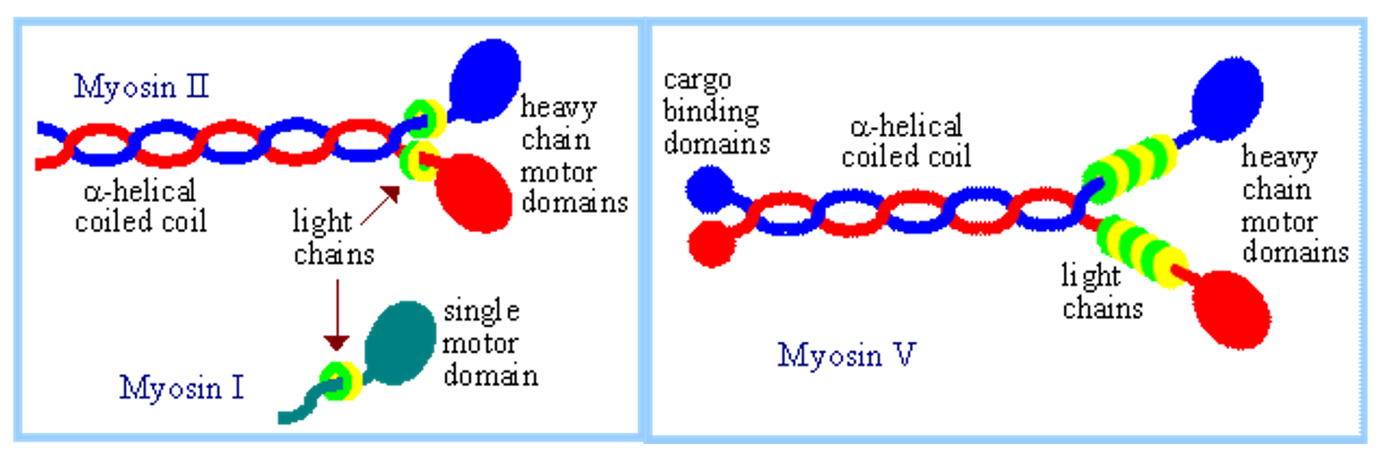 Myosin II
heavy
chain
motor
domains
α-helical
coiled coil
light
chains
single
motor
domain
Myosin I
cargo
binding
domains
α-helical
coiled coil
heavy
chain
motor
domains
light
chains
Myosin V